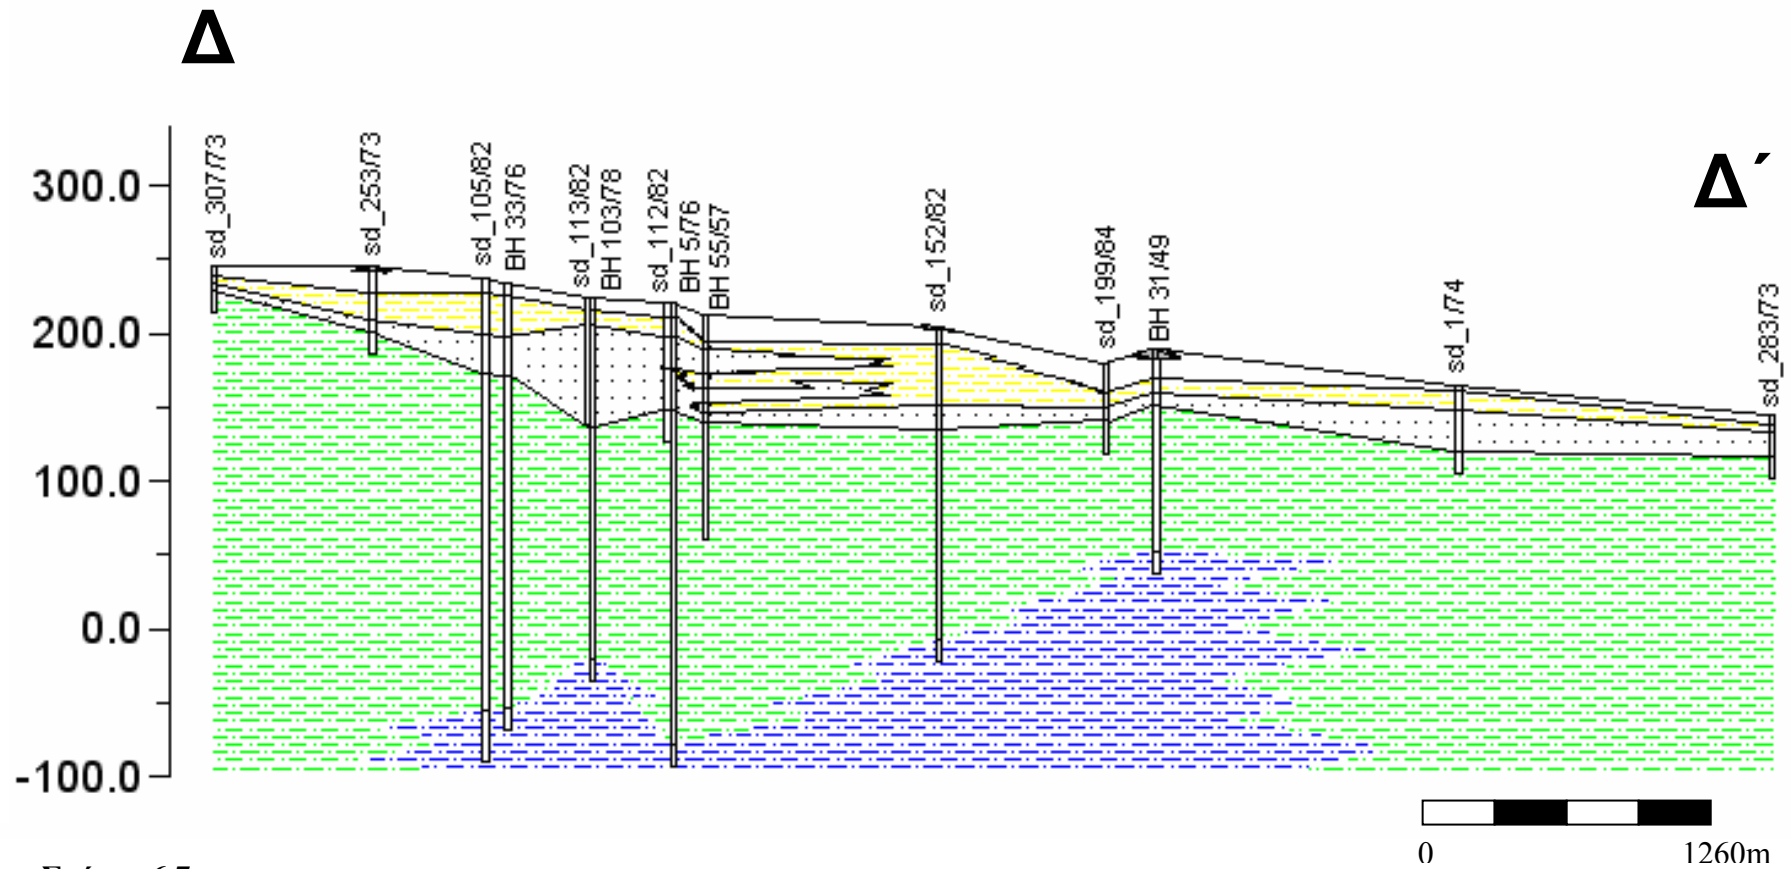 Δ
Δ´
sd_307/73
sd_253/73
sd_105/82
BH 33/76
sd_113/82
BH 103/78
sd_112/82
BH 5/76
BH 55/57
sd_152/82
sd_199/84
BH 31/49
sd_1/74
sd_283/73
300.0
200.0
100.0
0.0
-100.0
0 1260m